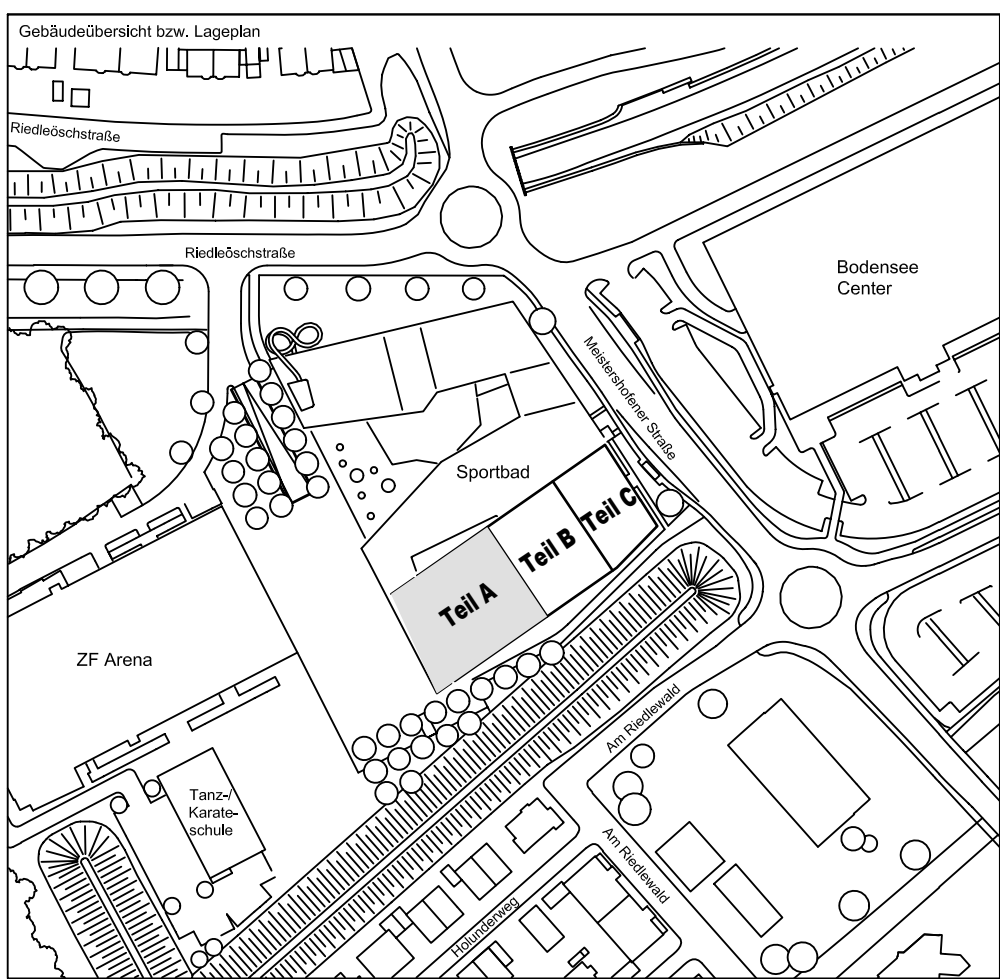 Gebäudeübersicht bzw. Lageplan
Riedleöschstraße
Riedleöschstraße
Bodensee
Center
Meistershofener Straße
Sportbad
Teil C
Teil B
Teil A
ZF Arena
Am Riedlewald
Tanz-/
Karate-
schule
Am Riedlewald
Holunderweg